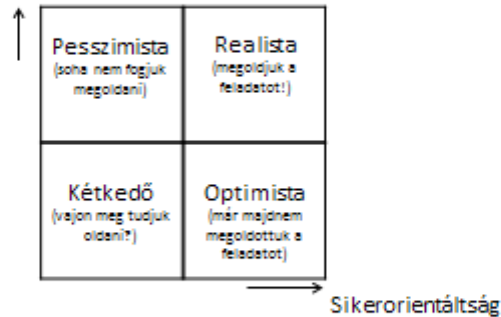 Pesszimista
(soha nem fogjuk
megoldani)
Realista
(megoldjuk a
feladatot!)
Kétkedő
(vajon meg tudjuk
oldani?)
Optimista
(már majdnem
megoldottuk a
feladatot)
Sikerorientáltság